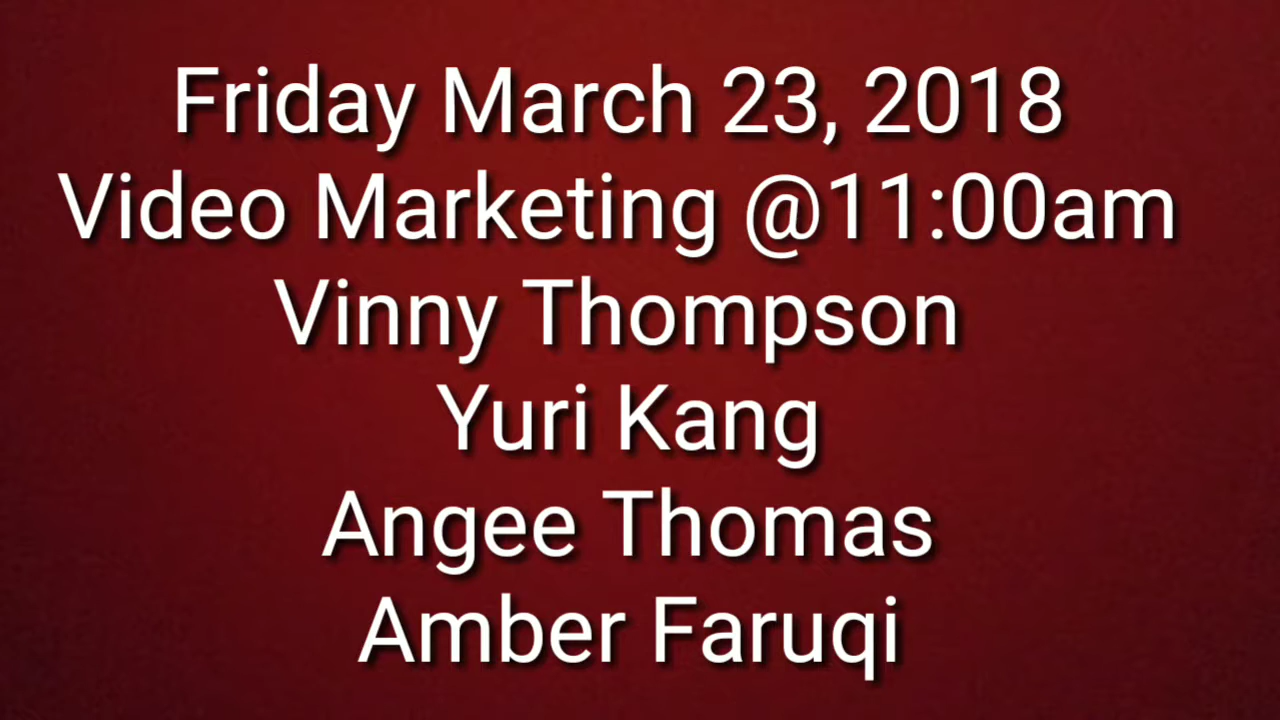 Friday March 23, 2018
Video Marketing @11:00am
Vinny Thompson
Yuri Kang
Angee Thomas
Amber Faruqi